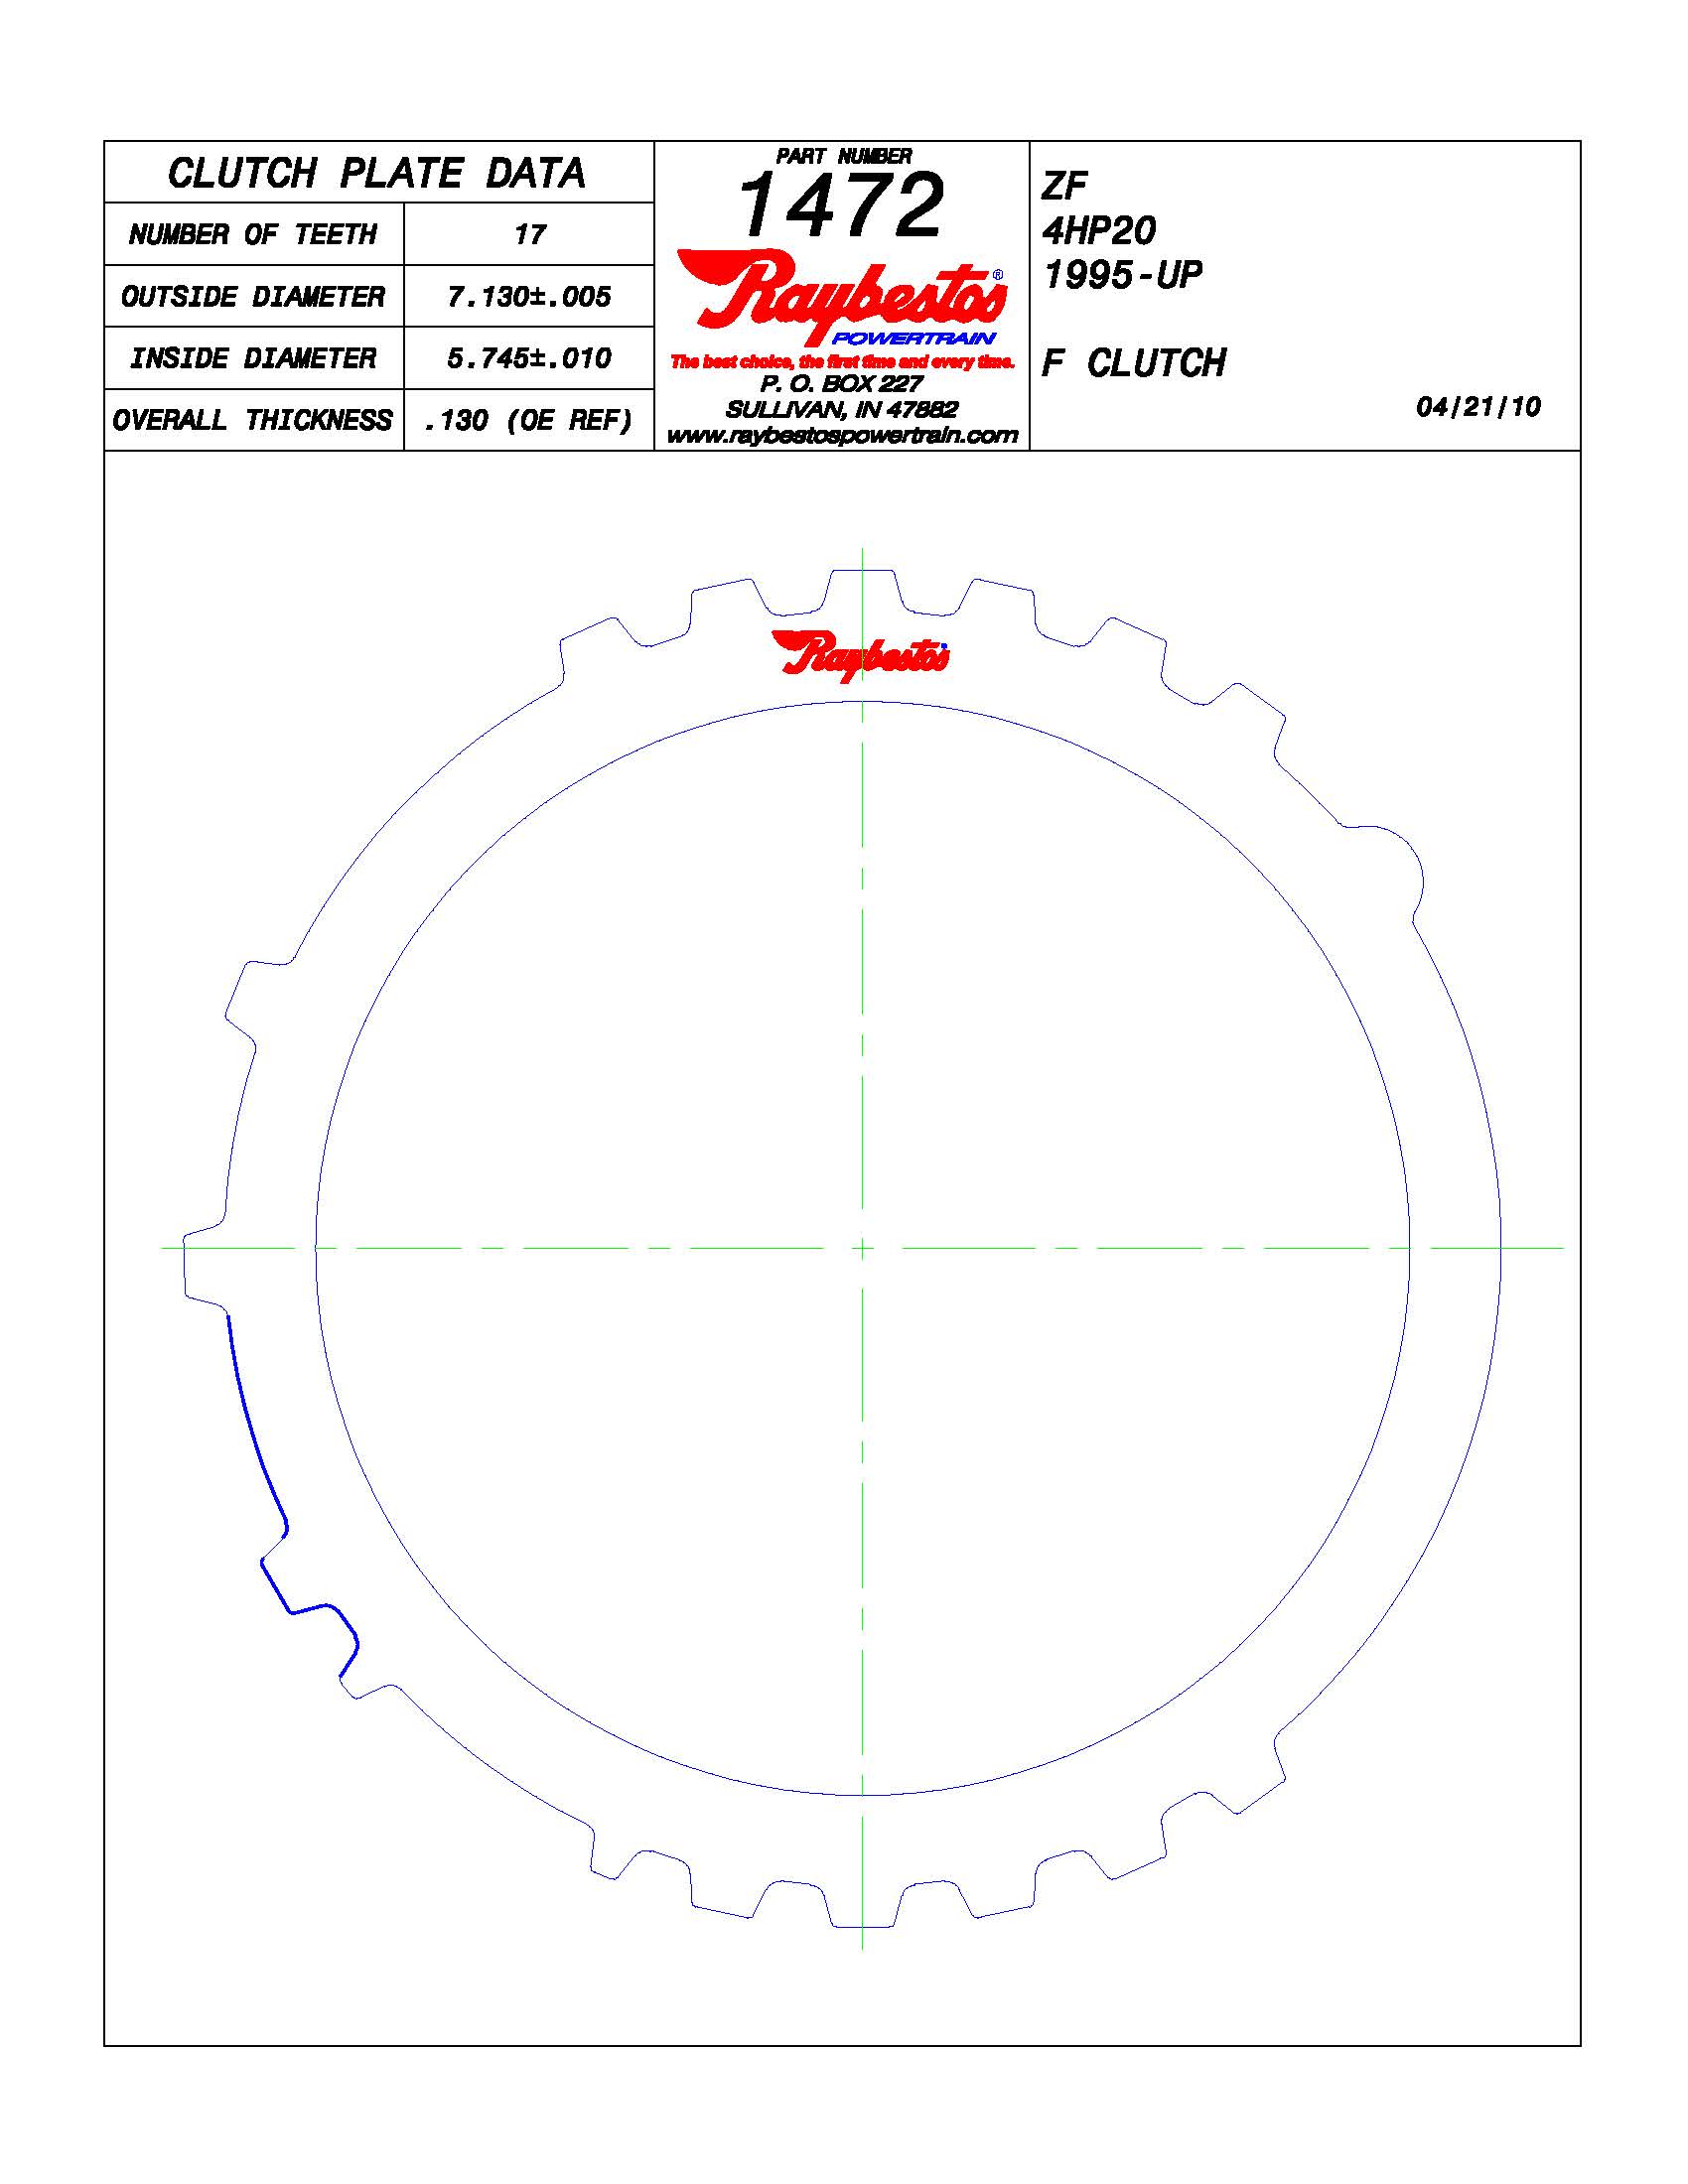 CLUTCH PLATE DATA
NUMBER OF TEETH 17
OUTSIDE DIAMETER 7.130±.005
INSIDE DIAMETER 5.745±.010
OVERALL THICKNESS .130 (OE REF)
PART NUMBER
1472
Raybestos®
POWERTRAIN
The best choice, the first time and every time.
P. O. BOX 227
SULLIVAN, IN 47882
www.raybestospowertrain.com
ZF
4HP20
1995-UP
F CLUTCH
04/21/10
Raybestos